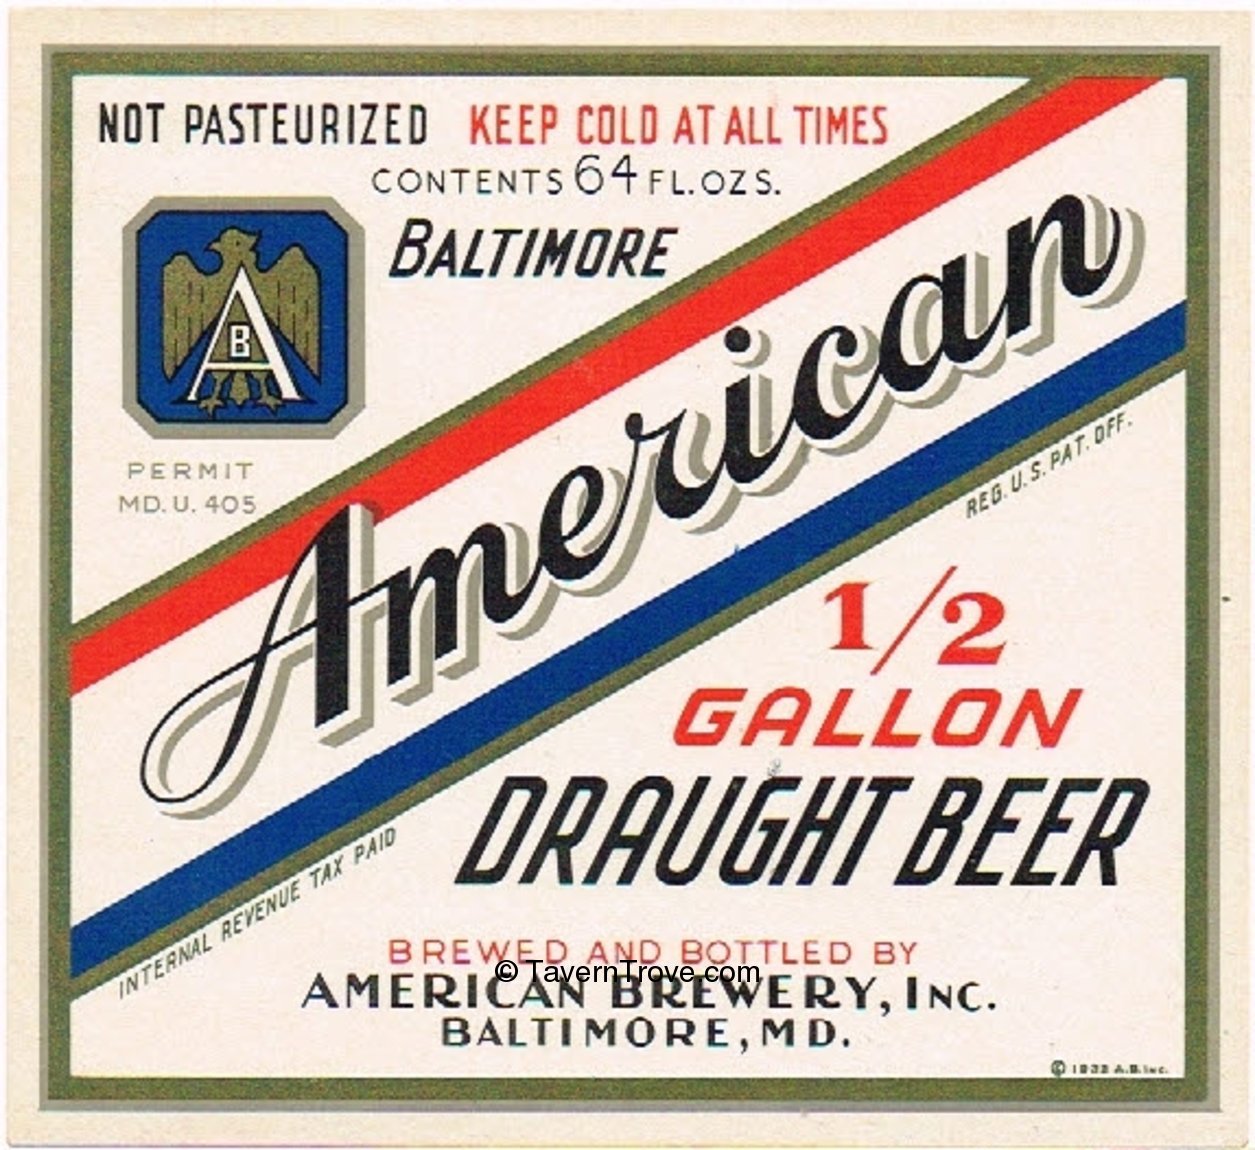 NOT PASTEURIZED KEEP COLD AT ALL TIMES
CONTENTS 64 FL.OZS.
BALTIMORE
A
B
PERMIT
MD. U. 405
American
REG. U.S. PAT. OFF.
1/2
GALLON
DRAUGHT BEER
INTERNAL REVENUE TAX PAID
BREWED AND BOTTLED BY
© TavernTrove.com
AMERICAN BREWERY, INC.
BALTIMORE, MD.
© 1933 A.B. INC.